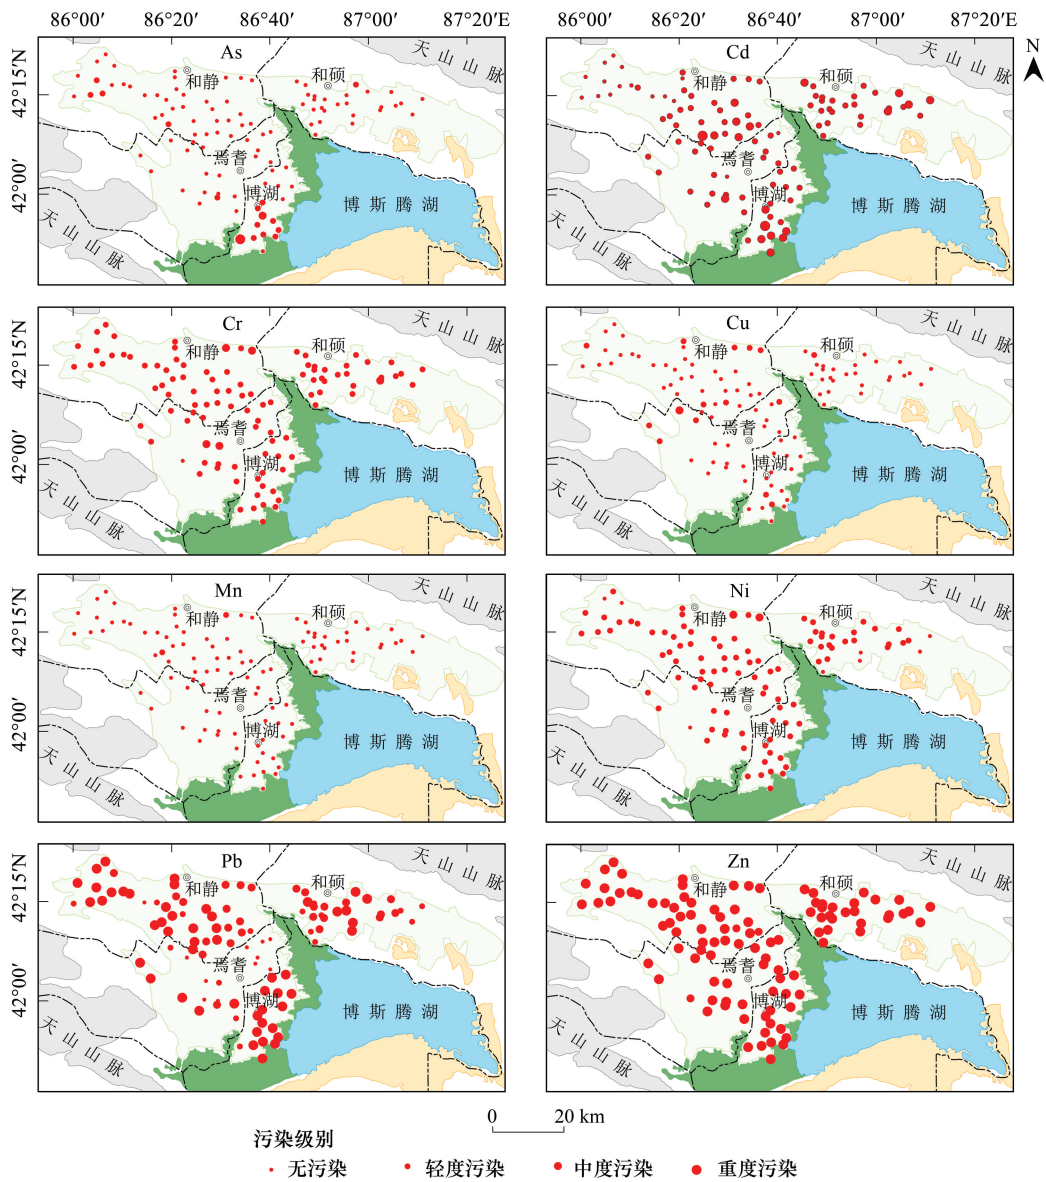 86°00′ 86°20′ 86°40′ 87°00′ 87°20′E 86°00′ 86°20′ 86°40′ 87°00′ 87°20′E
N
42°15′N
42°00′
As
天山山脉
和静
和硕
焉耆
博湖
博斯腾湖
天山山脉
Cd
天山山脉
和静
和硕
焉耆
博湖
博斯腾湖
天山山脉
42°15′N
42°00′
Cr
天山山脉
和静
和硕
焉耆
博湖
博斯腾湖
天山山脉
Cu
天山山脉
和静
和硕
焉耆
博湖
博斯腾湖
天山山脉
42°15′N
42°00′
Mn
天山山脉
和静
和硕
焉耆
博湖
博斯腾湖
天山山脉
Ni
天山山脉
和静
和硕
焉耆
博湖
博斯腾湖
天山山脉
42°15′N
42°00′
Pb
天山山脉
和静
和硕
焉耆
博湖
博斯腾湖
天山山脉
Zn
天山山脉
和静
和硕
焉耆
博湖
博斯腾湖
天山山脉
0 20 km
污染级别
无污染 轻度污染 中度污染 重度污染